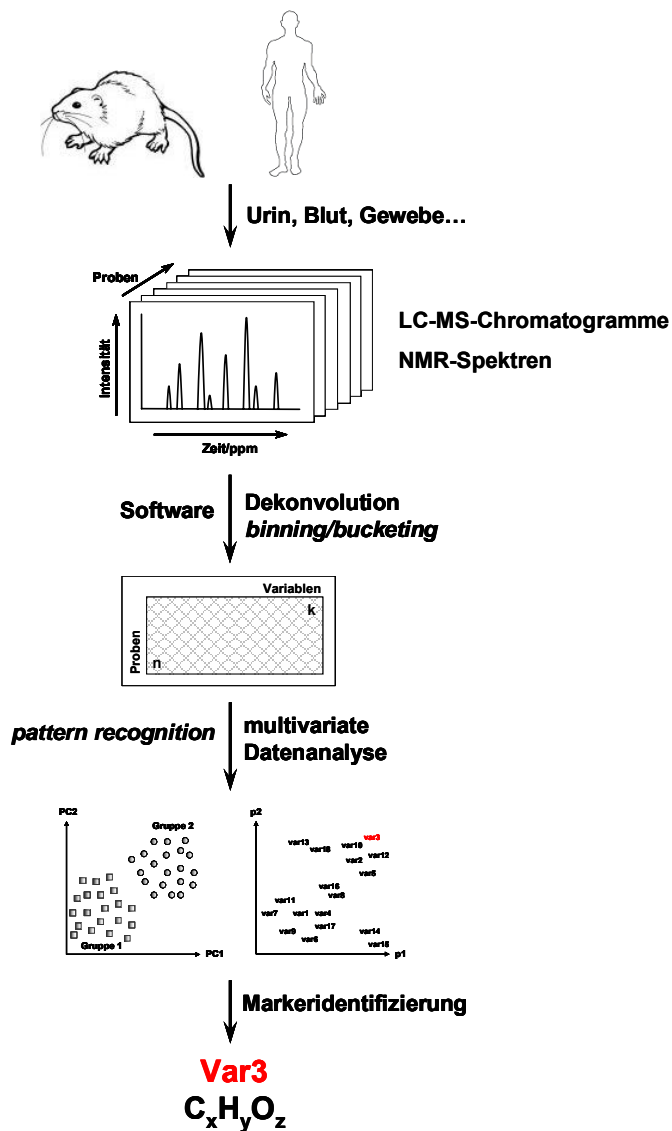 Urin, Blut, Gewebe…
Proben
Intensität
Zeit/ppm
LC-MS-Chromatogramme
NMR-Spektren
Software
Dekonvolution
binning/bucketing
Variablen
k
Proben
n
pattern recognition
multivariate
Datenanalyse
PC2
Gruppe 2
Gruppe 1
PC1
p2
var3
var13
var18
var19
var2
var12
var5
var16
var8
var11
var7
var1
var4
var17
var9
var6
var14
var15
p1
Markeridentifizierung
Var3
CxHyOz